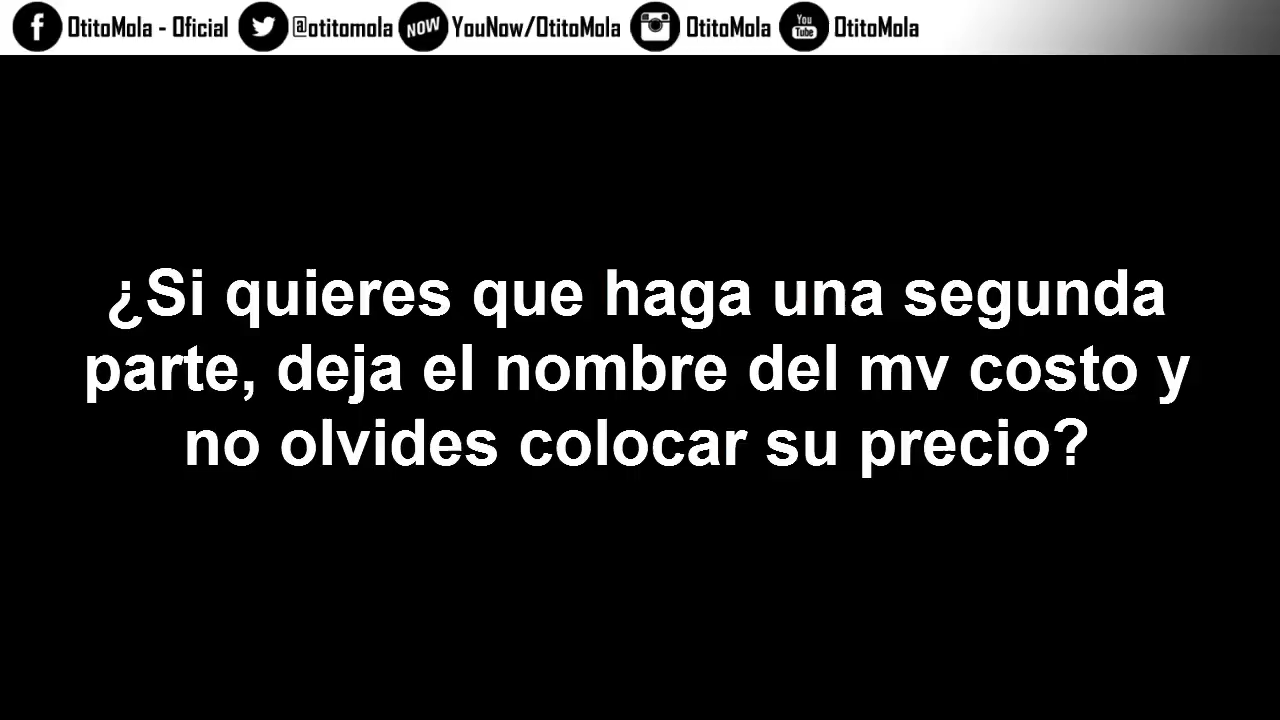 f OtitoMola - Oficial @otitomola NOW YouNow/OtitoMola OtitoMola You Tube OtitoMola
¿Si quieres que haga una segunda
parte, deja el nombre del mv costo y
no olvides colocar su precio?